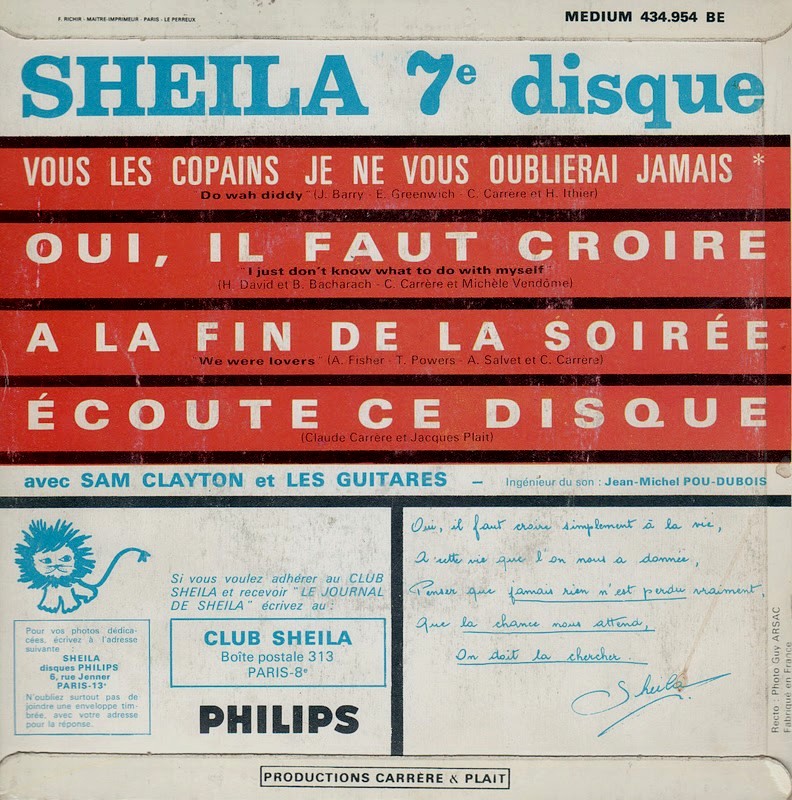 F. RICHIR - MAITRE-IMPRIMEUR - PARIS - LE PERREUX
MEDIUM 434.954 BE
SHEILA 7e disque
VOUS LES COPAINS JE NE VOUS OUBLIERAI JAMAIS *
"Do wah diddy" (J. Barry - E. Greenwich - C. Carrère et H. Ithier)
OUI, IL FAUT CROIRE
"I just don't know what to do with myself"
(H. David et B. Bacharach - C. Carrère et Michèle Vendôme)
A LA FIN DE LA SOIRÉE
"We were lovers" (A. Fisher - T. Powers - A. Salvet et C. Carrère)
ÉCOUTE CE DISQUE
(Claude Carrère et Jacques Plait)
avec SAM CLAYTON et LES GUITARES – Ingénieur du son : Jean-Michel POU-DUBOIS
Si vous voulez adhérer au CLUB
SHEILA et recevoir "LE JOURNAL
DE SHEILA" écrivez au :
CLUB SHEILA
Boîte postale 313
PARIS-8e
PHILIPS
Pour vos photos dédica-
cées, écrivez à l'adresse
suivante :
SHEILA
disques PHILIPS
6, rue Jenner
PARIS-13e
N'oubliez surtout pas de
joindre une enveloppe tim-
brée, avec votre adresse
pour la réponse.
Oui, il faut croire simplement à la vie,
A cette vie que l'on nous a donnée,
Penser que jamais rien n'est perdu vraiment,
Que la chance nous attend,
On doit la chercher.
Sheila
Recto : Photo Guy ARSAC
Fabriqué en France
PRODUCTIONS CARRÈRE & PLAIT